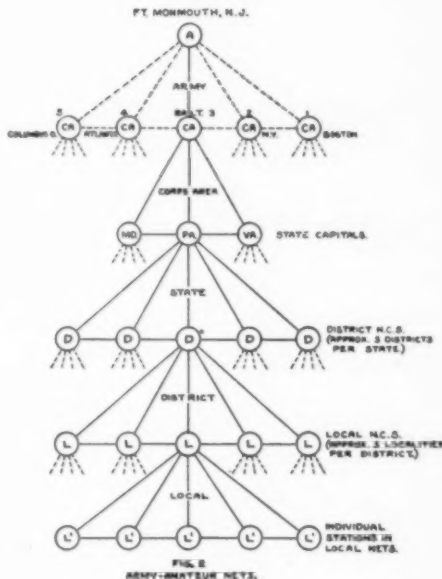 FT. MONMOUTH, N.J.
A
ARMY
5 4 BALT. 3 2 1
COLUMBUS O. CA ATLANTA CA CA CA N.Y. CA BOSTON
CORPS AREA
MD PA VA STATE CAPITALS.
STATE
D D D D D DISTRICT N.C.S.
(APPROX. 5 DISTRICTS
PER STATE.)
DISTRICT
L L L L L LOCAL N.C.S.
(APPROX. 5 LOCALITIES
PER DISTRICT.)
LOCAL
L' L' L' L' L' INDIVIDUAL
STATIONS IN
LOCAL NETS.
FIG. 2
ARMY-AMATEUR NETS.